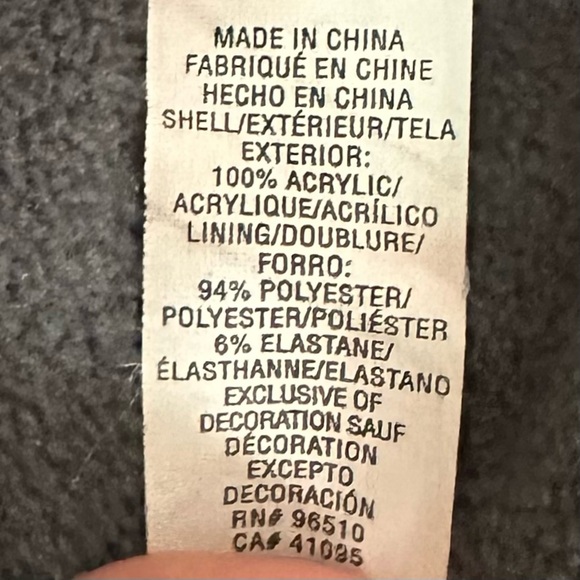 MADE IN CHINA
FABRIQUÉ EN CHINE
HECHO EN CHINA
SHELL/EXTÉRIEUR/TELA
EXTERIOR:
100% ACRYLIC/
ACRYLIQUE/ACRÍLICO
LINING/DOUBLURE/
FORRO:
94% POLYESTER/
POLYESTER/POLIÉSTER
6% ELASTANE/
ÉLASTHANNE/ELASTANO
EXCLUSIVE OF
DECORATION SAUF
DÉCORATION
EXCEPTO
DECORACIÓN
RN# 96510
CA# 41085